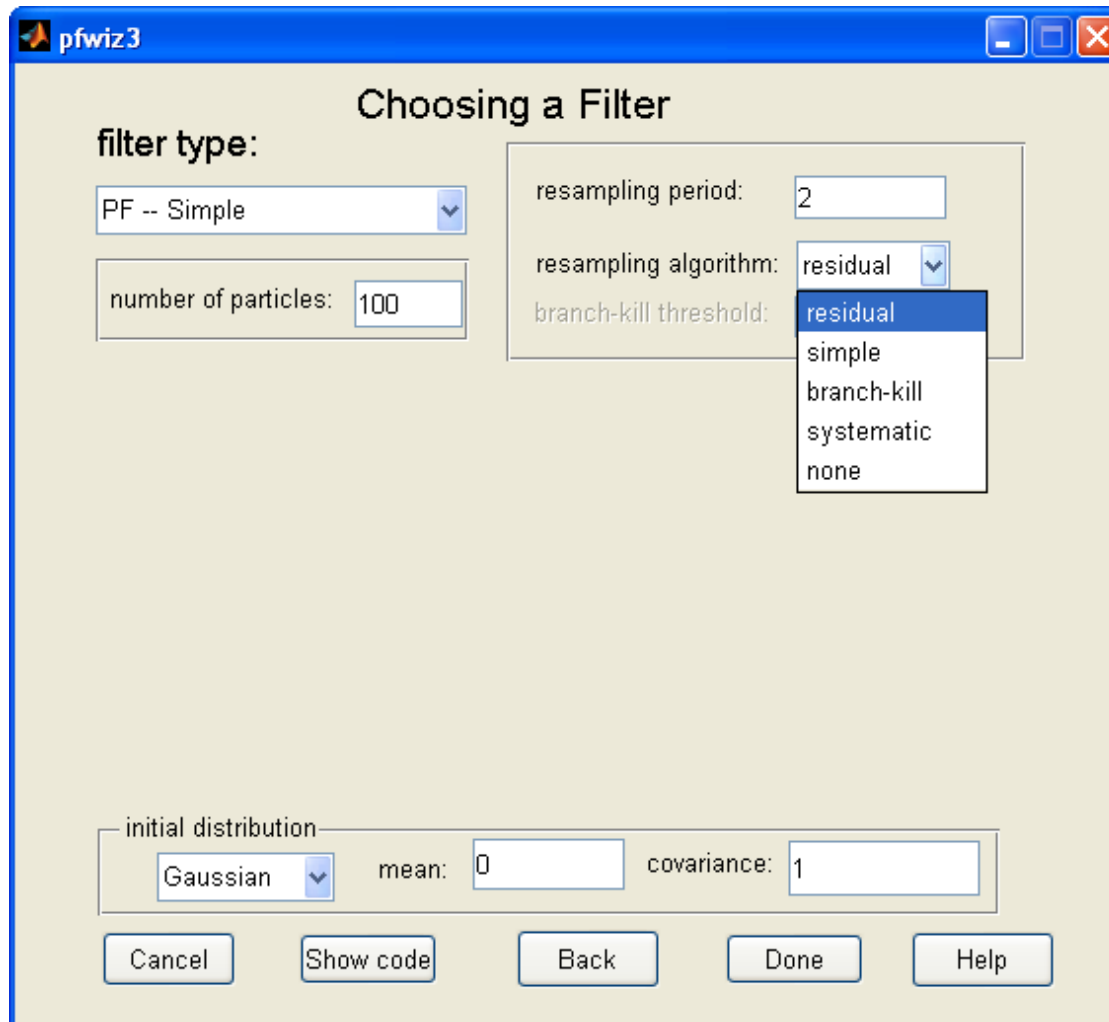 pfwiz3
Choosing a Filter
filter type:
PF -- Simple
number of particles: 100
resampling period: 2
resampling algorithm: residual
branch-kill threshold:
residual
simple
branch-kill
systematic
none
initial distribution
Gaussian mean: 0 covariance: 1
Cancel Show code Back Done Help